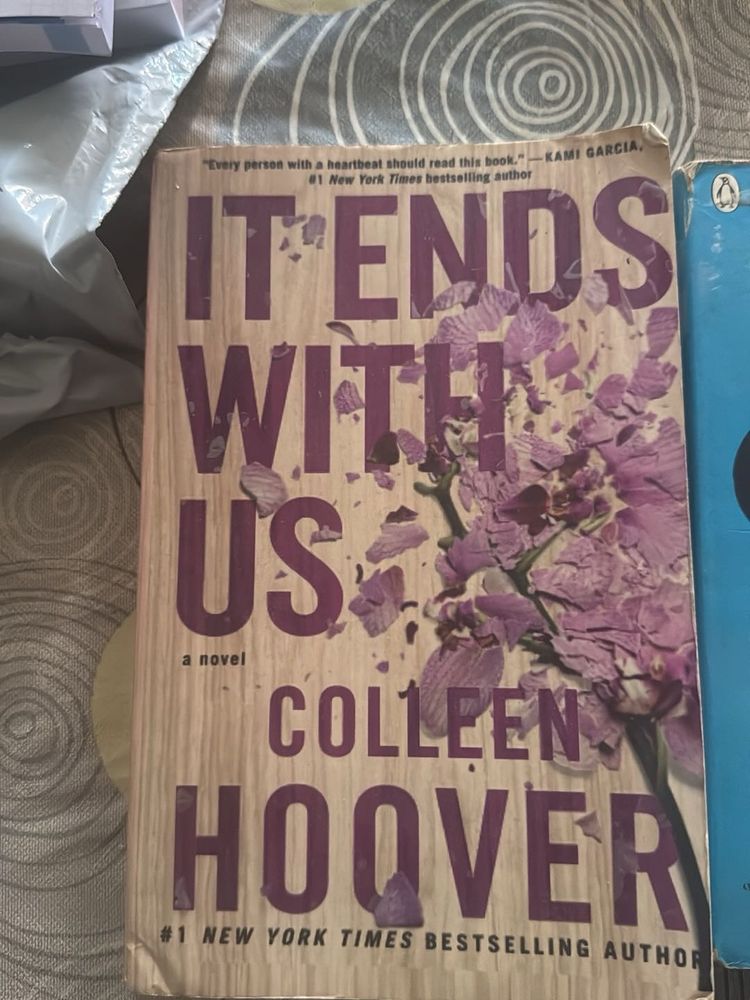 "Every person with a heartbeat should read this book." —KAMI GARCIA,
#1 New York Times bestselling author
IT ENDS
WITH
US
a novel
COLLEEN
HOOVER
#1 NEW YORK TIMES BESTSELLING AUTHOR